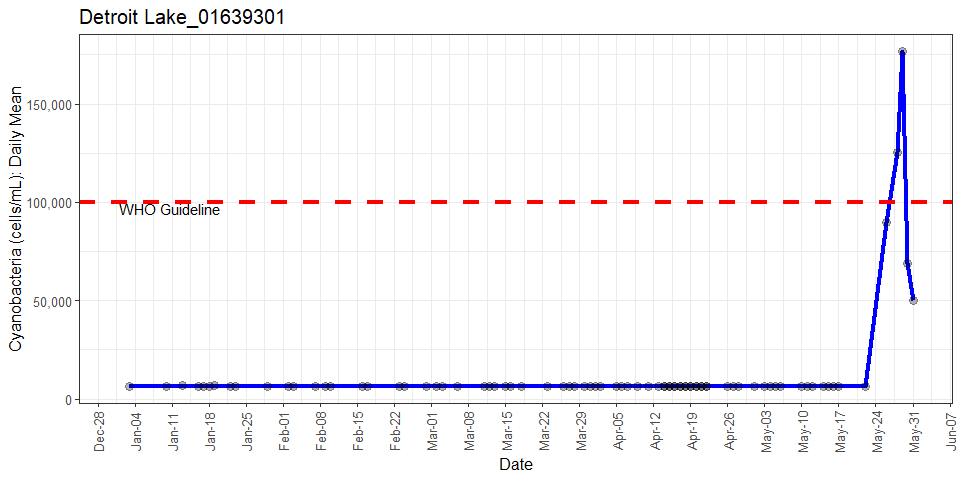 Detroit Lake_01639301
Cyanobacteria (cells/mL): Daily Mean
150,000
100,000
50,000
0
WHO Guideline
Dec-28
Jan-04
Jan-11
Jan-18
Jan-25
Feb-01
Feb-08
Feb-15
Feb-22
Mar-01
Mar-08
Mar-15
Mar-22
Mar-29
Apr-05
Apr-12
Apr-19
Apr-26
May-03
May-10
May-17
May-24
May-31
Jun-07
Date